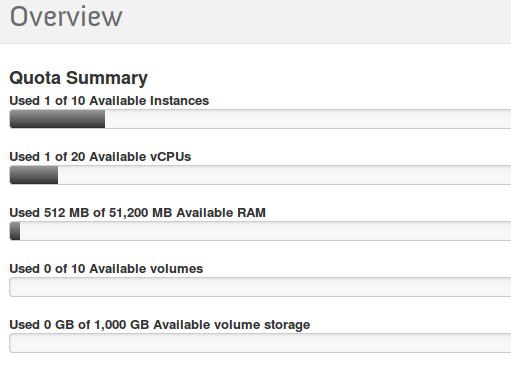 Overview
Quota Summary
Used 1 of 10 Available Instances
Used 1 of 20 Available vCPUs
Used 512 MB of 51,200 MB Available RAM
Used 0 of 10 Available volumes
Used 0 GB of 1,000 GB Available volume storage